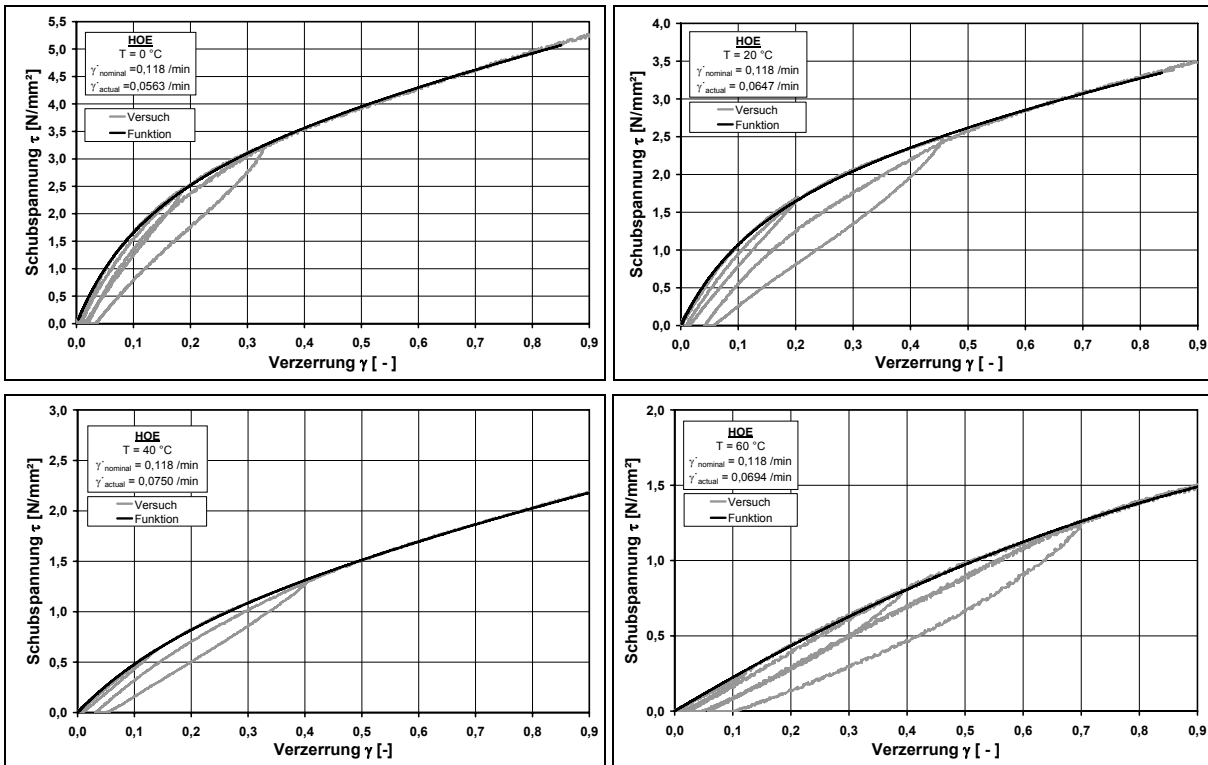 HOE
T = 0 °C
γ˙nominal =0,118 /min
γ˙actual =0,0563 /min
Versuch
Funktion
Schubspannung τ [N/mm²]
5,5
5,0
4,5
4,0
3,5
3,0
2,5
2,0
1,5
1,0
0,5
0,0
0,0 0,1 0,2 0,3 0,4 0,5 0,6 0,7 0,8 0,9
Verzerrung γ [ - ]
HOE
T = 20 °C
γ˙nominal = 0,118 /min
γ˙actual = 0,0647 /min
Versuch
Funktion
Schubspannung τ [N/mm²]
4,0
3,5
3,0
2,5
2,0
1,5
1,0
0,5
0,0
0,0 0,1 0,2 0,3 0,4 0,5 0,6 0,7 0,8 0,9
Verzerrung γ [ - ]
HOE
T = 40 °C
γ˙nominal = 0,118 /min
γ˙actual = 0,0750 /min
Versuch
Funktion
Schubspannung τ [N/mm²]
3,0
2,5
2,0
1,5
1,0
0,5
0,0
0,0 0,1 0,2 0,3 0,4 0,5 0,6 0,7 0,8 0,9
Verzerrung γ [-]
HOE
T = 60 °C
γ˙nominal = 0,118 /min
γ˙actual = 0,0694 /min
Versuch
Funktion
Schubspannung τ [N/mm²]
2,0
1,5
1,0
0,5
0,0
0,0 0,1 0,2 0,3 0,4 0,5 0,6 0,7 0,8 0,9
Verzerrung γ [ - ]